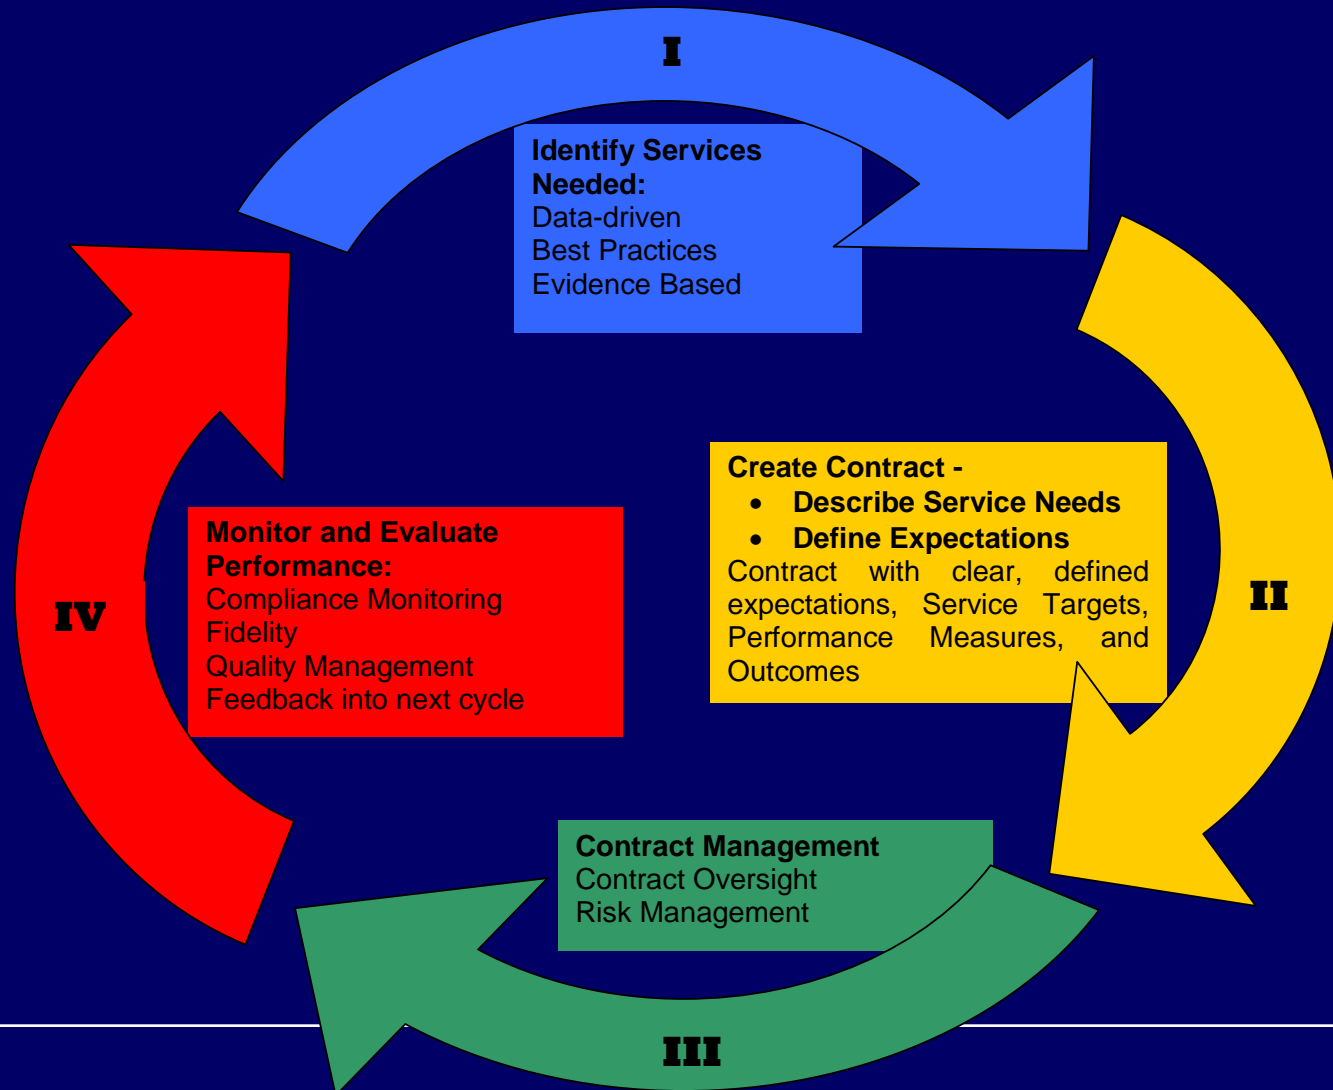 I
Identify Services
Needed:
Data-driven
Best Practices
Evidence Based
Create Contract -
• Describe Service Needs
• Define Expectations
Contract with clear, defined
expectations, Service Targets,
Performance Measures, and
Outcomes
II
Contract Management
Contract Oversight
Risk Management
III
Monitor and Evaluate
Performance:
Compliance Monitoring
Fidelity
Quality Management
Feedback into next cycle
IV